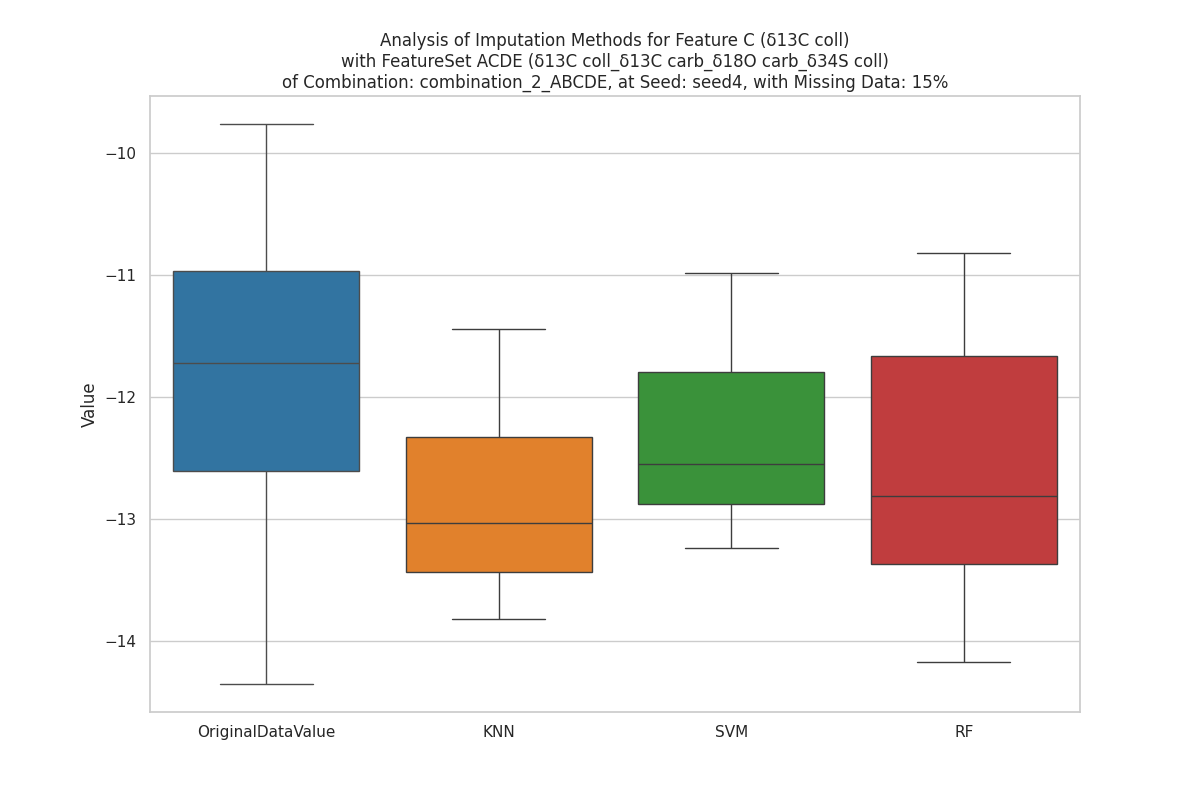 Analysis of Imputation Methods for Feature C (δ13C coll)
with FeatureSet ACDE (δ13C coll_δ13C carb_δ18O carb_δ34S coll)
of Combination: combination_2_ABCDE, at Seed: seed4, with Missing Data: 15%
−10
−11
−12
−13
−14
Value
OriginalDataValue
KNN
SVM
RF